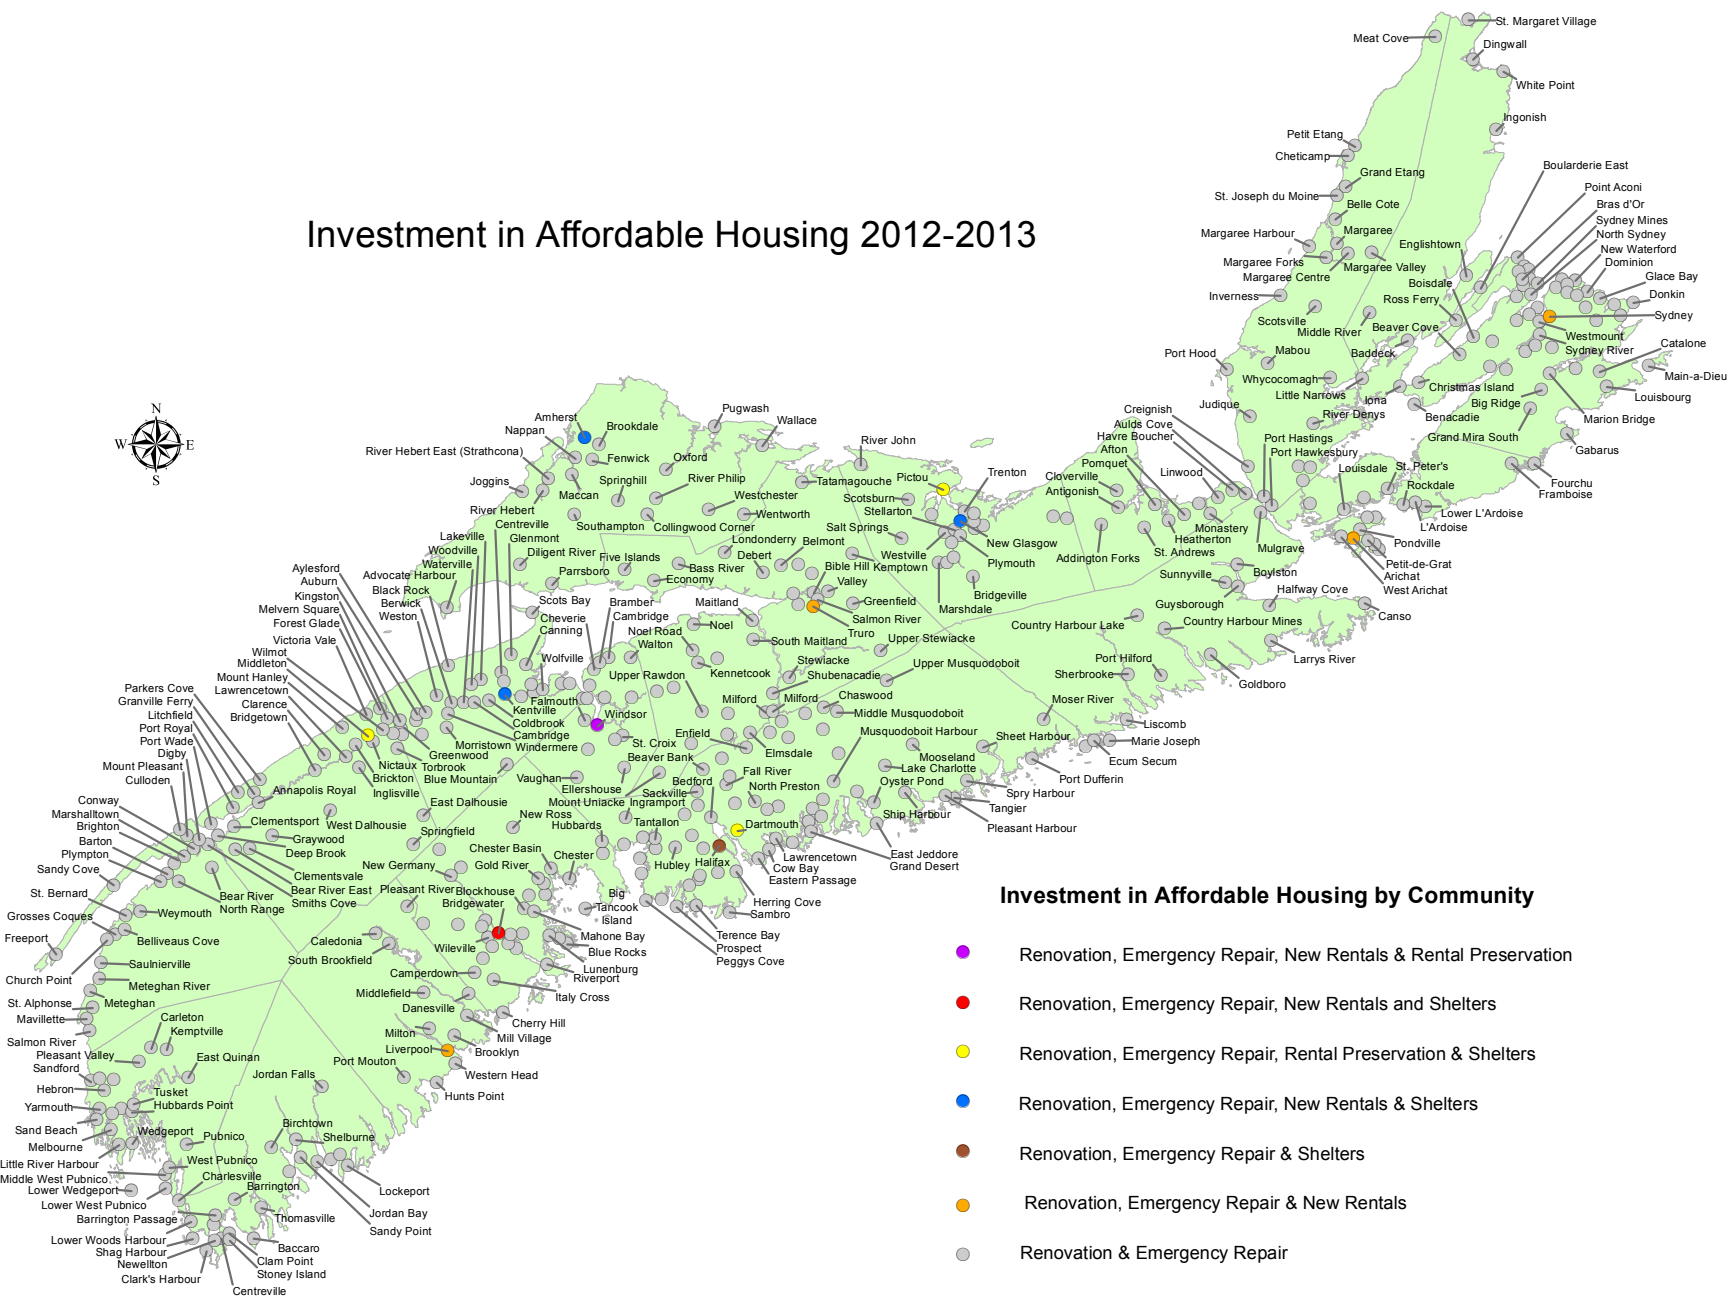 St. Margaret Village
Meat Cove
Dingwall
White Point
Ingonish
Petit Etang
Cheticamp
Boularderie East
Grand Etang
Point Aconi
St. Joseph du Moine
Belle Cote
Bras d'Or
Sydney Mines
Investment in Affordable Housing 2012-2013
Margaree Harbour
Margaree
North Sydney
Englishtown
New Waterford
Margaree Forks
Margaree Valley
Dominion
Margaree Centre
Boisdale
Glace Bay
Inverness
Ross Ferry
Donkin
Scotsville
Middle River
Beaver Cove
Sydney
Westmount
Port Hood
Mabou
Baddeck
Sydney River
Catalone
Whycocomagh
Main-a-Dieu
Little Narrows
Iona
Christmas Island
Big Ridge
Louisbourg
N
W
E
S
Amherst
Nappan
Brookdale
Pugwash
Wallace
Creignish
Judique
River Denys
Benacadie
Marion Bridge
Aulds Cove
Havre Boucher
Grand Mira South
River Hebert East (Strathcona)
Fenwick
Oxford
River John
Afton
Port Hastings
Port Hawkesbury
Gabarus
Pomquet
Linwood
Louisdale
St. Peter's
Joggins
Maccan
Springhill
River Philip
Tatamagouche
Pictou
Trenton
Cloverville
Antigonish
Rockdale
Fourchu
Framboise
River Hebert
Westchester
Scotsburn
Stellarton
Lower L'Ardoise
Centreville
Southampton
Collingwood Corner
Wentworth
Salt Springs
Monastery
L'Ardoise
Lakeville
Glenmont
Londonderry
Belmont
New Glasgow
Heatherton
Mulgrave
Pondville
Woodville
Diligent River
Five Islands
Debert
Westville
Addington Forks
St. Andrews
Petit-de-Grat
Waterville
Bass River
Bible Hill
Kemptown
Plymouth
Boylston
Arichat
Aylesford
Advocate Harbour
Parrsboro
Economy
Valley
Sunnyville
West Arichat
Auburn
Black Rock
Bridgeville
Halfway Cove
Kingston
Berwick
Scots Bay
Bramber
Maitland
Greenfield
Marshdale
Guysborough
Melvern Square
Weston
Cheverie
Cambridge
Noel
Salmon River
Canso
Forest Glade
Canning
Noel Road
Truro
Country Harbour Lake
Country Harbour Mines
Victoria Vale
Walton
South Maitland
Upper Stewiacke
Wilmot
Wolfville
Kennetcook
Stewiacke
Port Hilford
Larrys River
Middleton
Upper Rawdon
Shubenacadie
Upper Musquodoboit
Sherbrooke
Goldboro
Mount Hanley
Parkers Cove
Lawrencetown
Falmouth
Milford
Milford
Chaswood
Moser River
Granville Ferry
Clarence
Kentville
Windsor
Middle Musquodoboit
Liscomb
Litchfield
Bridgetown
Coldbrook
Port Royal
Cambridge
Enfield
Musquodoboit Harbour
Sheet Harbour
Marie Joseph
Port Wade
Morristown
Windermere
St. Croix
Elmsdale
Mooseland
Ecum Secum
Digby
Nictaux
Greenwood
Beaver Bank
Lake Charlotte
Mount Pleasant
Torbrook
Vaughan
Fall River
Port Dufferin
Culloden
Brickton
Blue Mountain
Ellershouse
Bedford
North Preston
Oyster Pond
Annapolis Royal
Inglisville
Mount Uniacke
Sackville
Spry Harbour
Conway
East Dalhousie
Ingramport
Tangier
Marshalltown
Clementsport
West Dalhousie
New Ross
Hubbards
Tantallon
Dartmouth
Ship Harbour
Pleasant Harbour
Brighton
Graywood
Springfield
Barton
Deep Brook
Chester Basin
Chester
Hubley
Halifax
Lawrencetown
East Jeddore
Plympton
New Germany
Gold River
Cow Bay
Grand Desert
Sandy Cove
Clementsvale
Eastern Passage
St. Bernard
Bear River
Bear River East
Pleasant River
Blockhouse
Big
Tancook
Island
Herring Cove
Investment in Affordable Housing by Community
North Range
Smiths Cove
Bridgewater
Sambro
Grosses Coques
Weymouth
Freeport
Belliveaus Cove
Caledonia
Wileville
Mahone Bay
Terence Bay
Blue Rocks
Prospect
Renovation, Emergency Repair, New Rentals & Rental Preservation
Saulnierville
South Brookfield
Peggys Cove
Church Point
Camperdown
Lunenburg
Riverport
Meteghan River
Middlefield
Italy Cross
St. Alphonse
Meteghan
Renovation, Emergency Repair, New Rentals and Shelters
Mavillette
Carleton
Danesville
Cherry Hill
Salmon River
Kemptville
Milton
Mill Village
Pleasant Valley
East Quinan
Liverpool
Brooklyn
Renovation, Emergency Repair, Rental Preservation & Shelters
Sandford
Jordan Falls
Port Mouton
Western Head
Hebron
Tusket
Hunts Point
Yarmouth
Hubbards Point
Renovation, Emergency Repair, New Rentals & Shelters
Sand Beach
Wedgeport
Birchtown
Melbourne
Pubnico
Shelburne
Little River Harbour
West Pubnico
Renovation, Emergency Repair & Shelters
Middle West Pubnico
Charlesville
Lower Wedgeport
Barrington
Lockeport
Lower West Pubnico
Renovation, Emergency Repair & New Rentals
Barrington Passage
Thomasville
Jordan Bay
Sandy Point
Lower Woods Harbour
Baccaro
Shag Harbour
Renovation & Emergency Repair
Newellton
Clam Point
Clark's Harbour
Stoney Island
Centreville